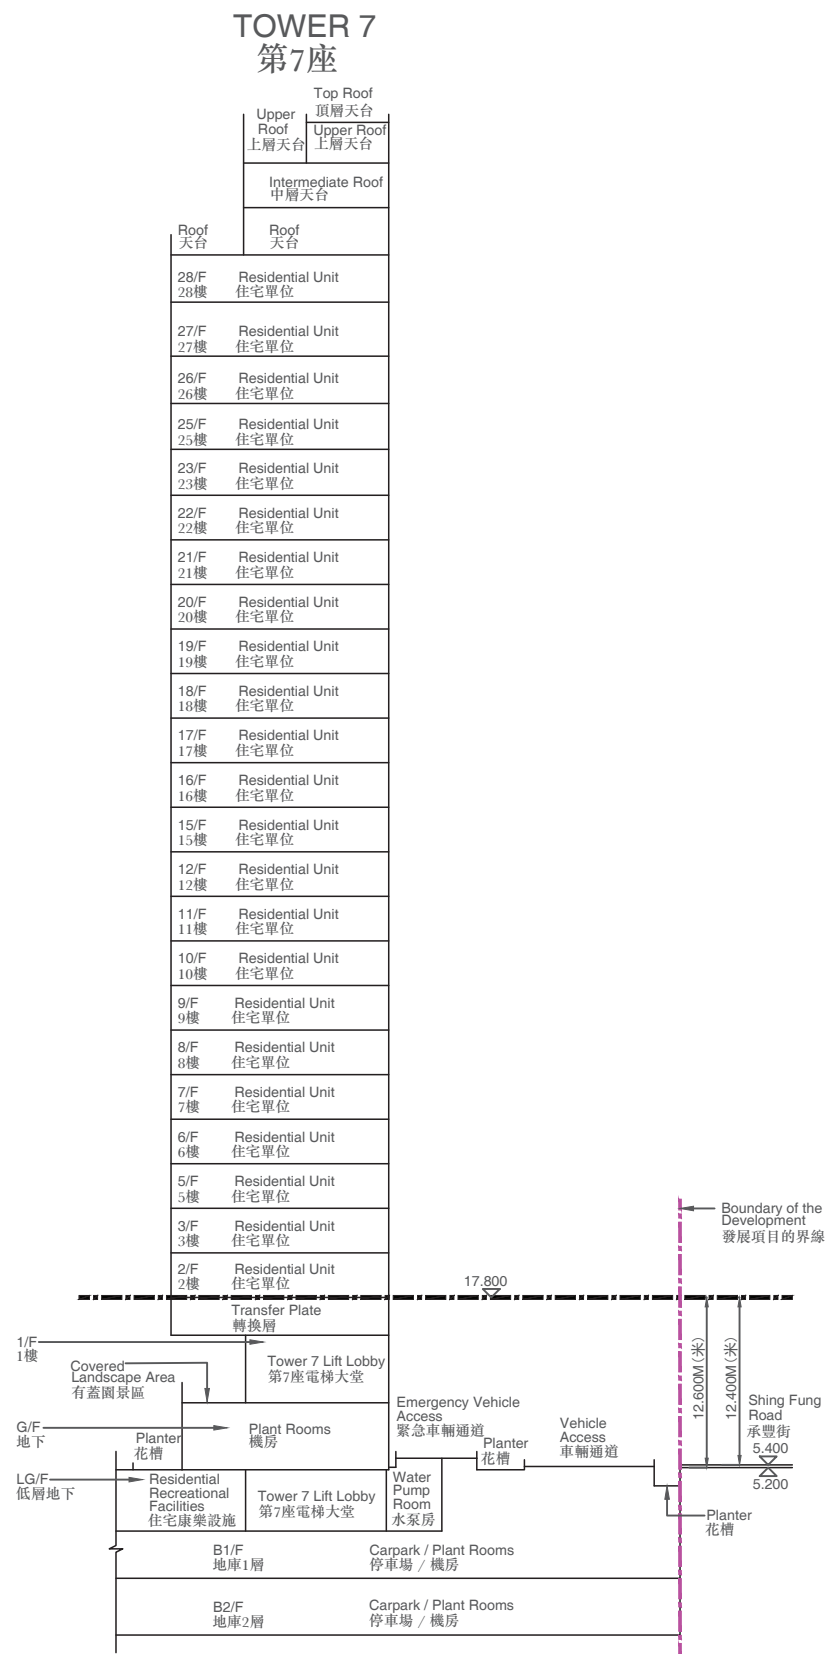 TOWER 7
第7座
Top Roof
頂層天台
Upper
Roof
上層天台
Upper Roof
上層天台
Intermediate Roof
中層天台
Roof
天台
Roof
天台
28/F Residential Unit
28樓 住宅單位
27/F Residential Unit
27樓 住宅單位
26/F Residential Unit
26樓 住宅單位
25/F Residential Unit
25樓 住宅單位
23/F Residential Unit
23樓 住宅單位
22/F Residential Unit
22樓 住宅單位
21/F Residential Unit
21樓 住宅單位
20/F Residential Unit
20樓 住宅單位
19/F Residential Unit
19樓 住宅單位
18/F Residential Unit
18樓 住宅單位
17/F Residential Unit
17樓 住宅單位
16/F Residential Unit
16樓 住宅單位
15/F Residential Unit
15樓 住宅單位
12/F Residential Unit
12樓 住宅單位
11/F Residential Unit
11樓 住宅單位
10/F Residential Unit
10樓 住宅單位
9/F Residential Unit
9樓 住宅單位
8/F Residential Unit
8樓 住宅單位
7/F Residential Unit
7樓 住宅單位
6/F Residential Unit
6樓 住宅單位
5/F Residential Unit
5樓 住宅單位
3/F Residential Unit
3樓 住宅單位
2/F Residential Unit
2樓 住宅單位
Boundary of the
Development
發展項目的界線
17.800
Transfer Plate
轉換層
1/F
1樓
Tower 7 Lift Lobby
第7座電梯大堂
Covered
Landscape Area
有蓋園景區
12.600M (米)
12.400M (米)
Shing Fung
Road
承豐街
5.400
5.200
G/F
地下
Planter
花槽
Plant Rooms
機房
Emergency Vehicle
Access
緊急車輛通道
Planter
花槽
Vehicle
Access
車輛通道
LG/F
低層地下
Residential
Recreational
Facilities
住宅康樂設施
Tower 7 Lift Lobby
第7座電梯大堂
Water
Pump
Room
水泵房
Planter
花槽
B1/F Carpark / Plant Rooms
地庫1層 停車場 / 機房
B2/F Carpark / Plant Rooms
地庫2層 停車場 / 機房